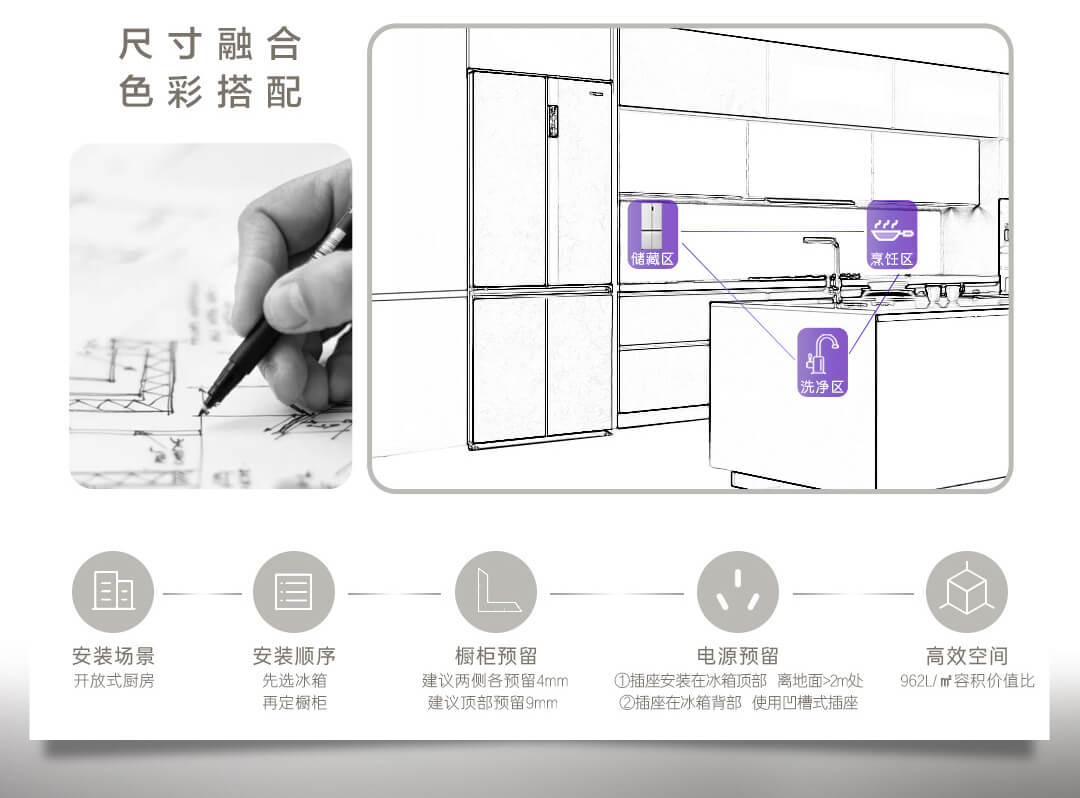 尺寸融合
色彩搭配
储藏区
烹饪区
洗净区
安装场景
开放式厨房
安装顺序
先选冰箱
再定橱柜
橱柜预留
建议两侧各预留4mm
建议顶部预留9mm
电源预留
①插座安装在冰箱顶部 离地面>2m处
②插座在冰箱背部 使用凹槽式插座
高效空间
962L/㎡容积价值比